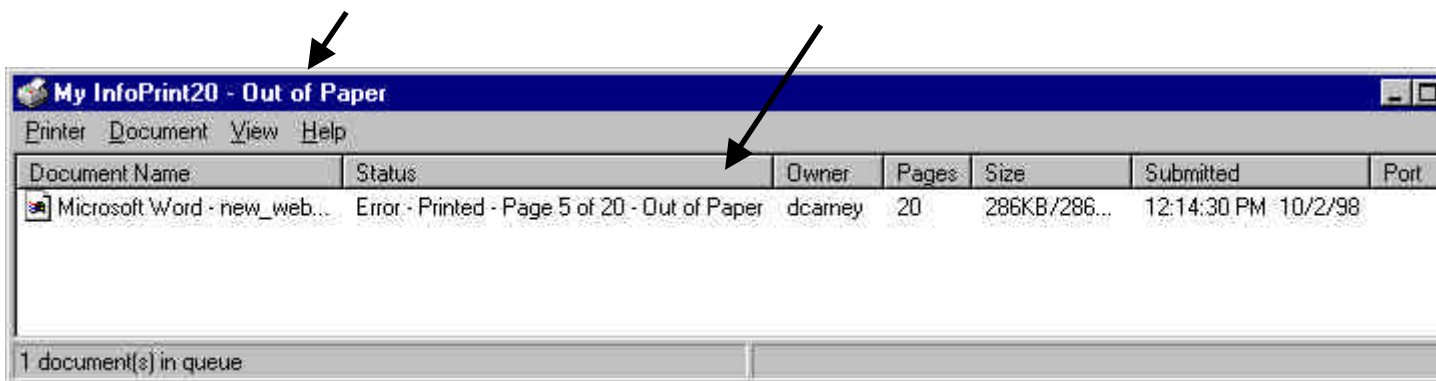 My InfoPrint20 - Out of Paper
Printer Document View Help
Document Name Status Owner Pages Size Submitted Port
Microsoft Word - new_web... Error - Printed - Page 5 of 20 - Out of Paper dcarney 20 286KB/286... 12:14:30 PM 10/2/98
1 document(s) in queue